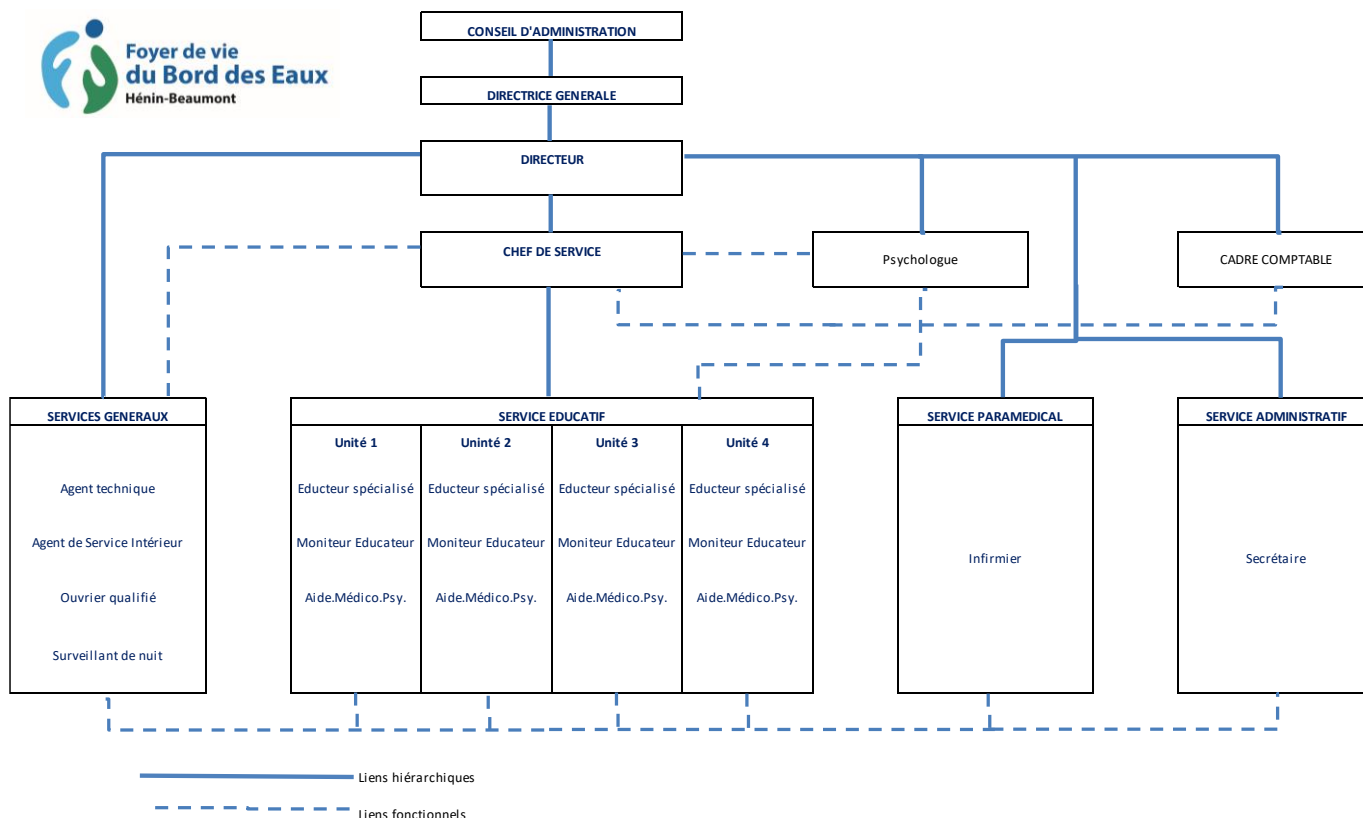 Foyer de vie
du Bord des Eaux
Hénin-Beaumont
CONSEIL D'ADMINISTRATION
DIRECTRICE GENERALE
DIRECTEUR
CHEF DE SERVICE
Psychologue
CADRE COMPTABLE
SERVICES GENERAUX
Agent technique
Agent de Service Intérieur
Ouvrier qualifié
Surveillant de nuit
SERVICE EDUCATIF
Unité 1
Educteur spécialisé
Moniteur Educateur
Aide.Médico.Psy.
Uninté 2
Educteur spécialisé
Moniteur Educateur
Aide.Médico.Psy.
Unité 3
Educteur spécialisé
Moniteur Educateur
Aide.Médico.Psy.
Unité 4
Educteur spécialisé
Moniteur Educateur
Aide.Médico.Psy.
SERVICE PARAMEDICAL
Infirmier
SERVICE ADMINISTRATIF
Secrétaire
Liens hiérarchiques
Liens fonctionnels